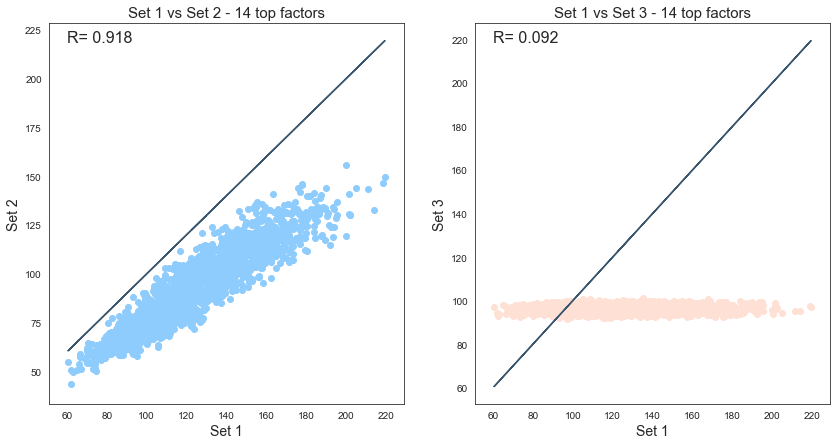 Set 1 vs Set 2 - 14 top factors
R= 0.918
225
200
175
150
125
100
75
50
60 80 100 120 140 160 180 200 220
Set 1
Set 2
Set 1 vs Set 3 - 14 top factors
R= 0.092
220
200
180
160
140
120
100
80
60
60 80 100 120 140 160 180 200 220
Set 1
Set 3